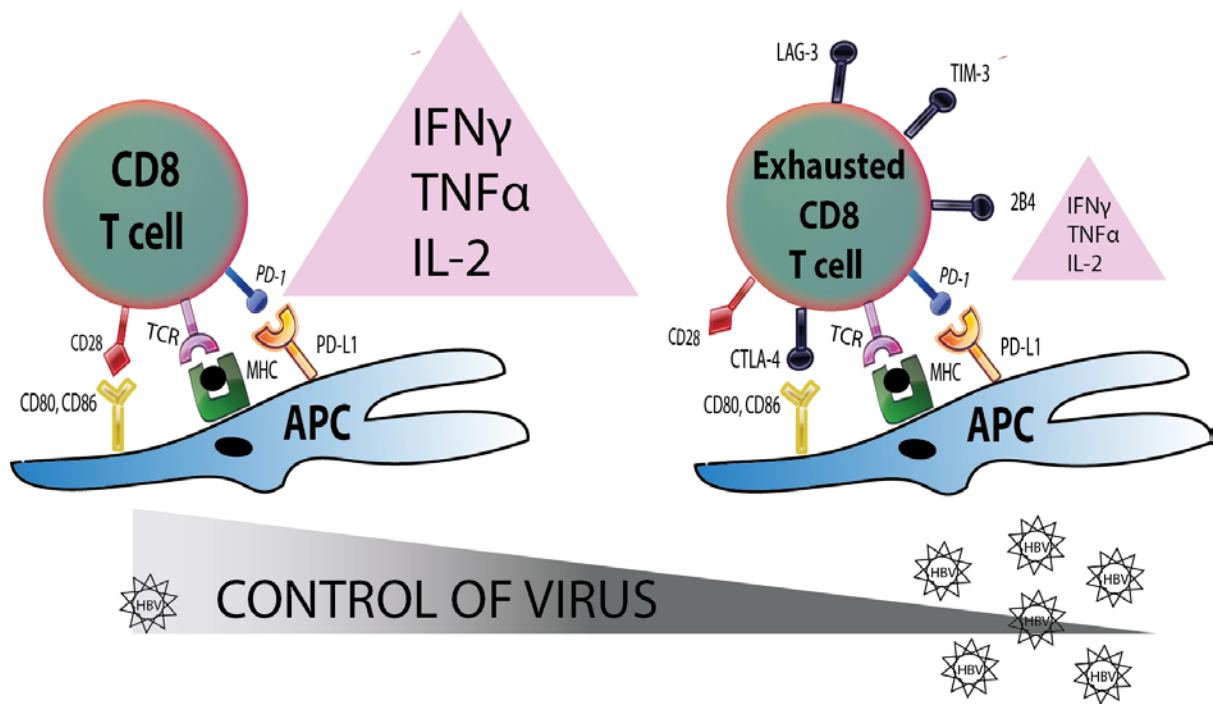 CD8
T cell
IFNγ
TNFα
IL-2
PD-1
CD28
TCR
MHC
PD-L1
CD80, CD86
APC
LAG-3
TIM-3
2B4
Exhausted
CD8
T cell
IFNγ
TNFα
IL-2
PD-1
CD28
CTLA-4
TCR
MHC
PD-L1
CD80, CD86
APC
HBV
CONTROL OF VIRUS
HBV
HBV
HBV
HBV
HBV
HBV